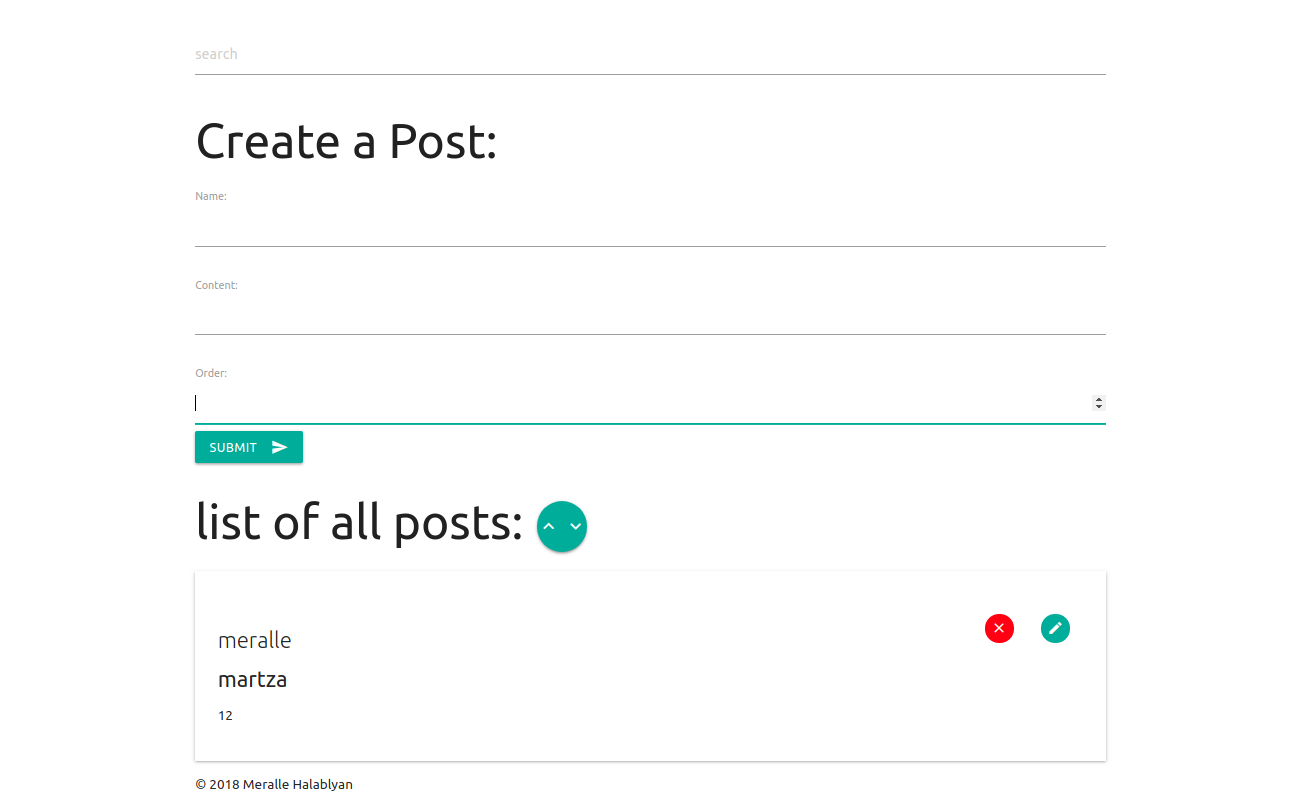 search
Create a Post:
Name:
Content:
Order:
SUBMIT
list of all posts:
meralle
martza
12
© 2018 Meralle Halablyan